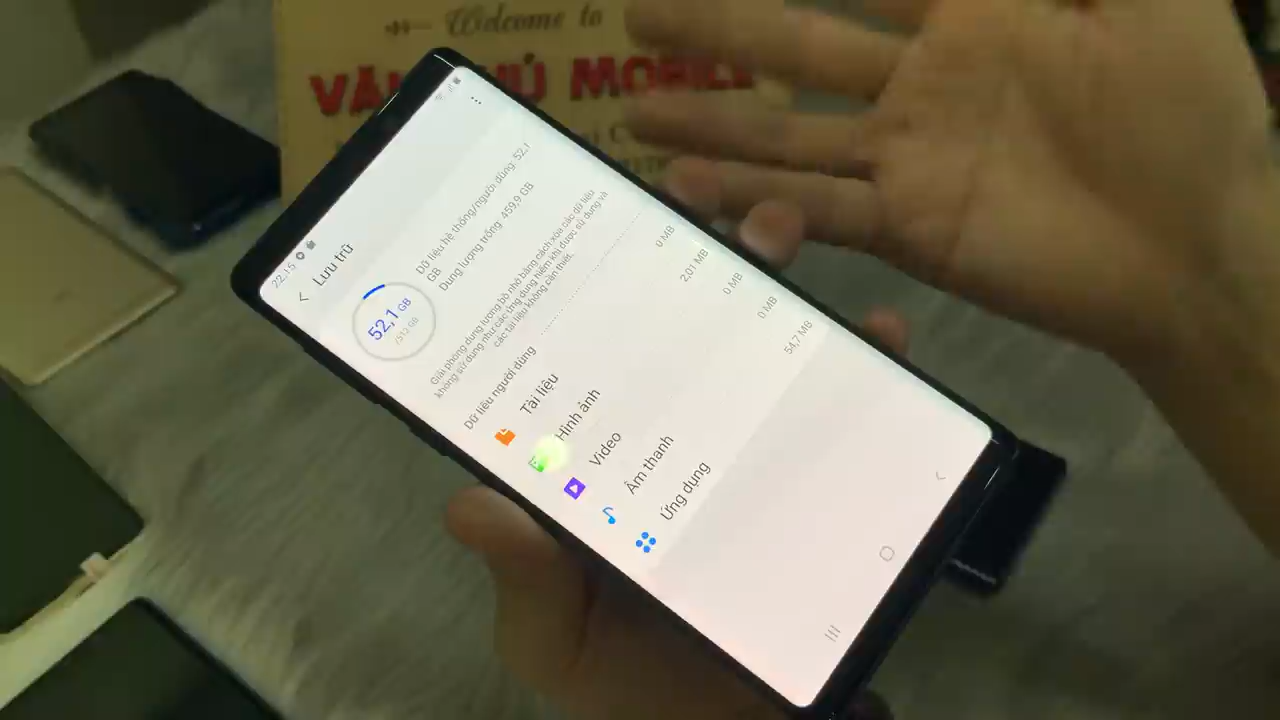 Welcome to
MOBILE
22:15
Lưu trữ
52,1 GB
/512 GB
Dữ liệu hệ thống/người dùng: 52,1
GB
Dung lượng trống: 459,9 GB
Giải phóng dung lượng bộ nhớ bằng cách xóa các dữ liệu
không sử dụng như các ứng dụng hiếm khi được sử dụng và
các tài liệu không cần thiết.
Dữ liệu người dùng
Tài liệu 0 MB
Hình ảnh 2,01 MB
Video 0 MB
Âm thanh 0 MB
Ứng dụng 54,7 MB